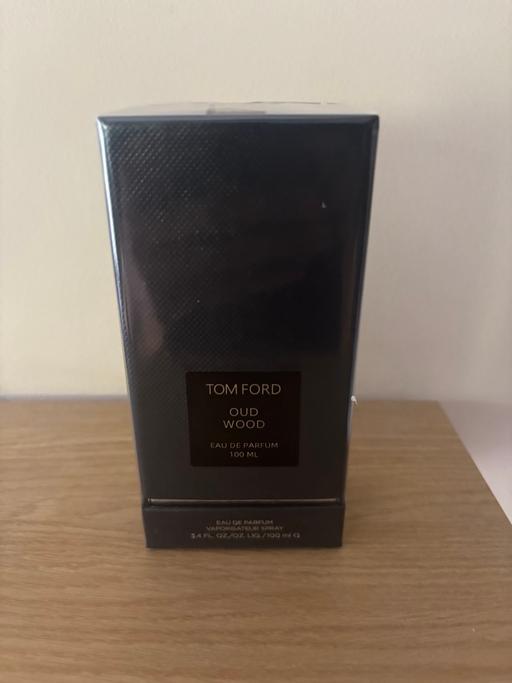 TOM FORD
OUD
WOOD
EAU DE PARFUM
100 ML
EAU DE PARFUM
VAPORISATEUR SPRAY
3.4 FL. OZ./OZ. LIQ./100 ml ℮